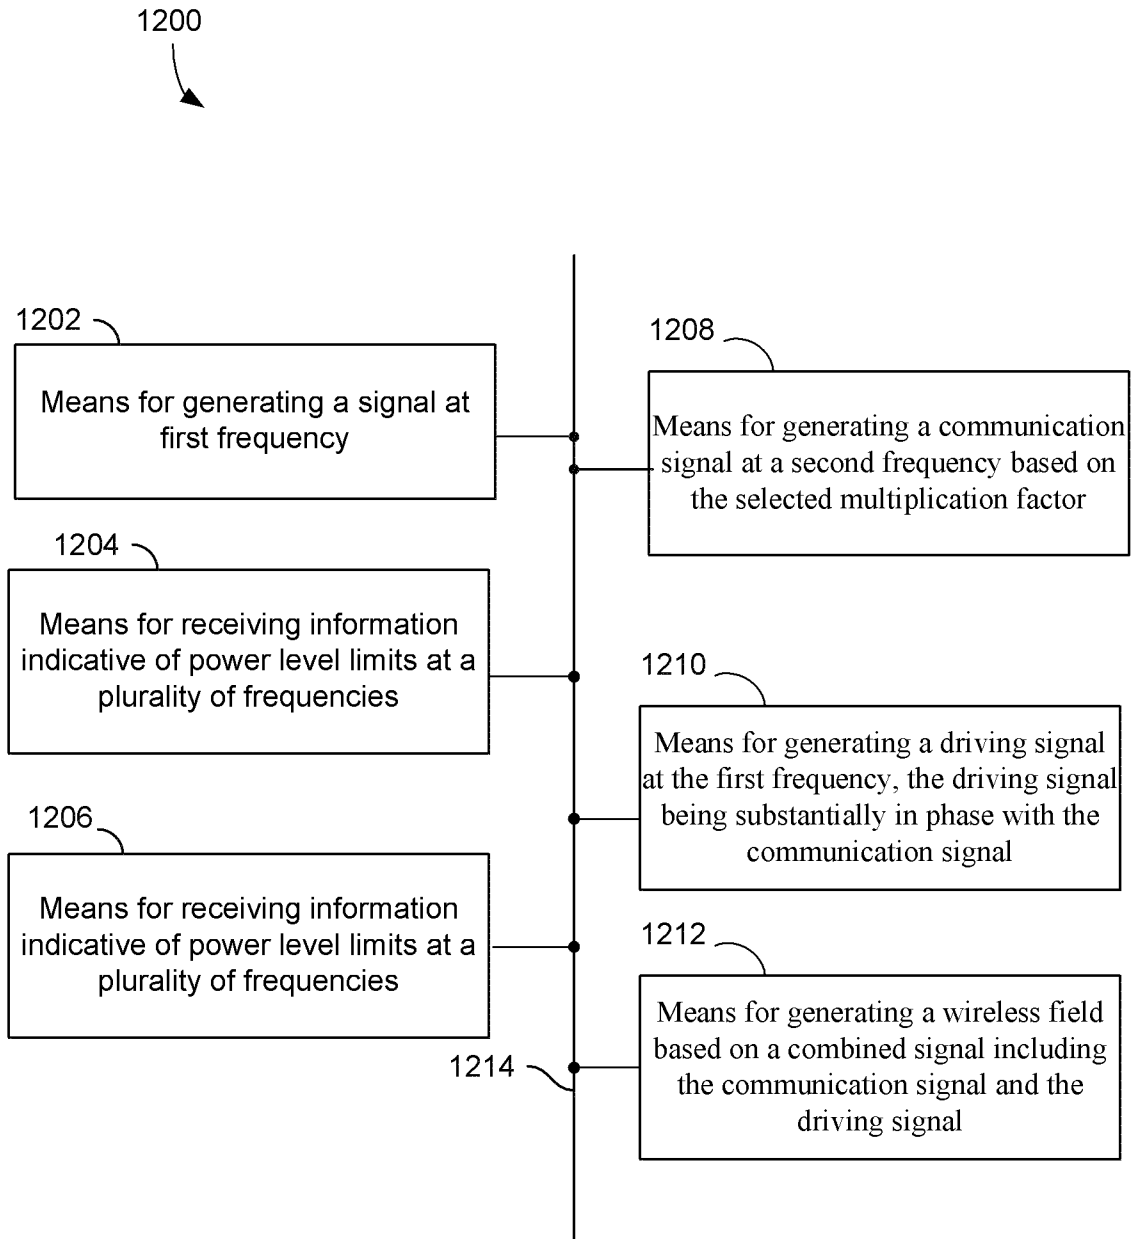 1200
1202
Means for generating a signal at
first frequency
1204
Means for receiving information
indicative of power level limits at a
plurality of frequencies
1206
Means for receiving information
indicative of power level limits at a
plurality of frequencies
1208
Means for generating a communication
signal at a second frequency based on
the selected multiplication factor
1210
Means for generating a driving signal
at the first frequency, the driving signal
being substantially in phase with the
communication signal
1212
Means for generating a wireless field
based on a combined signal including
the communication signal and the
driving signal
1214